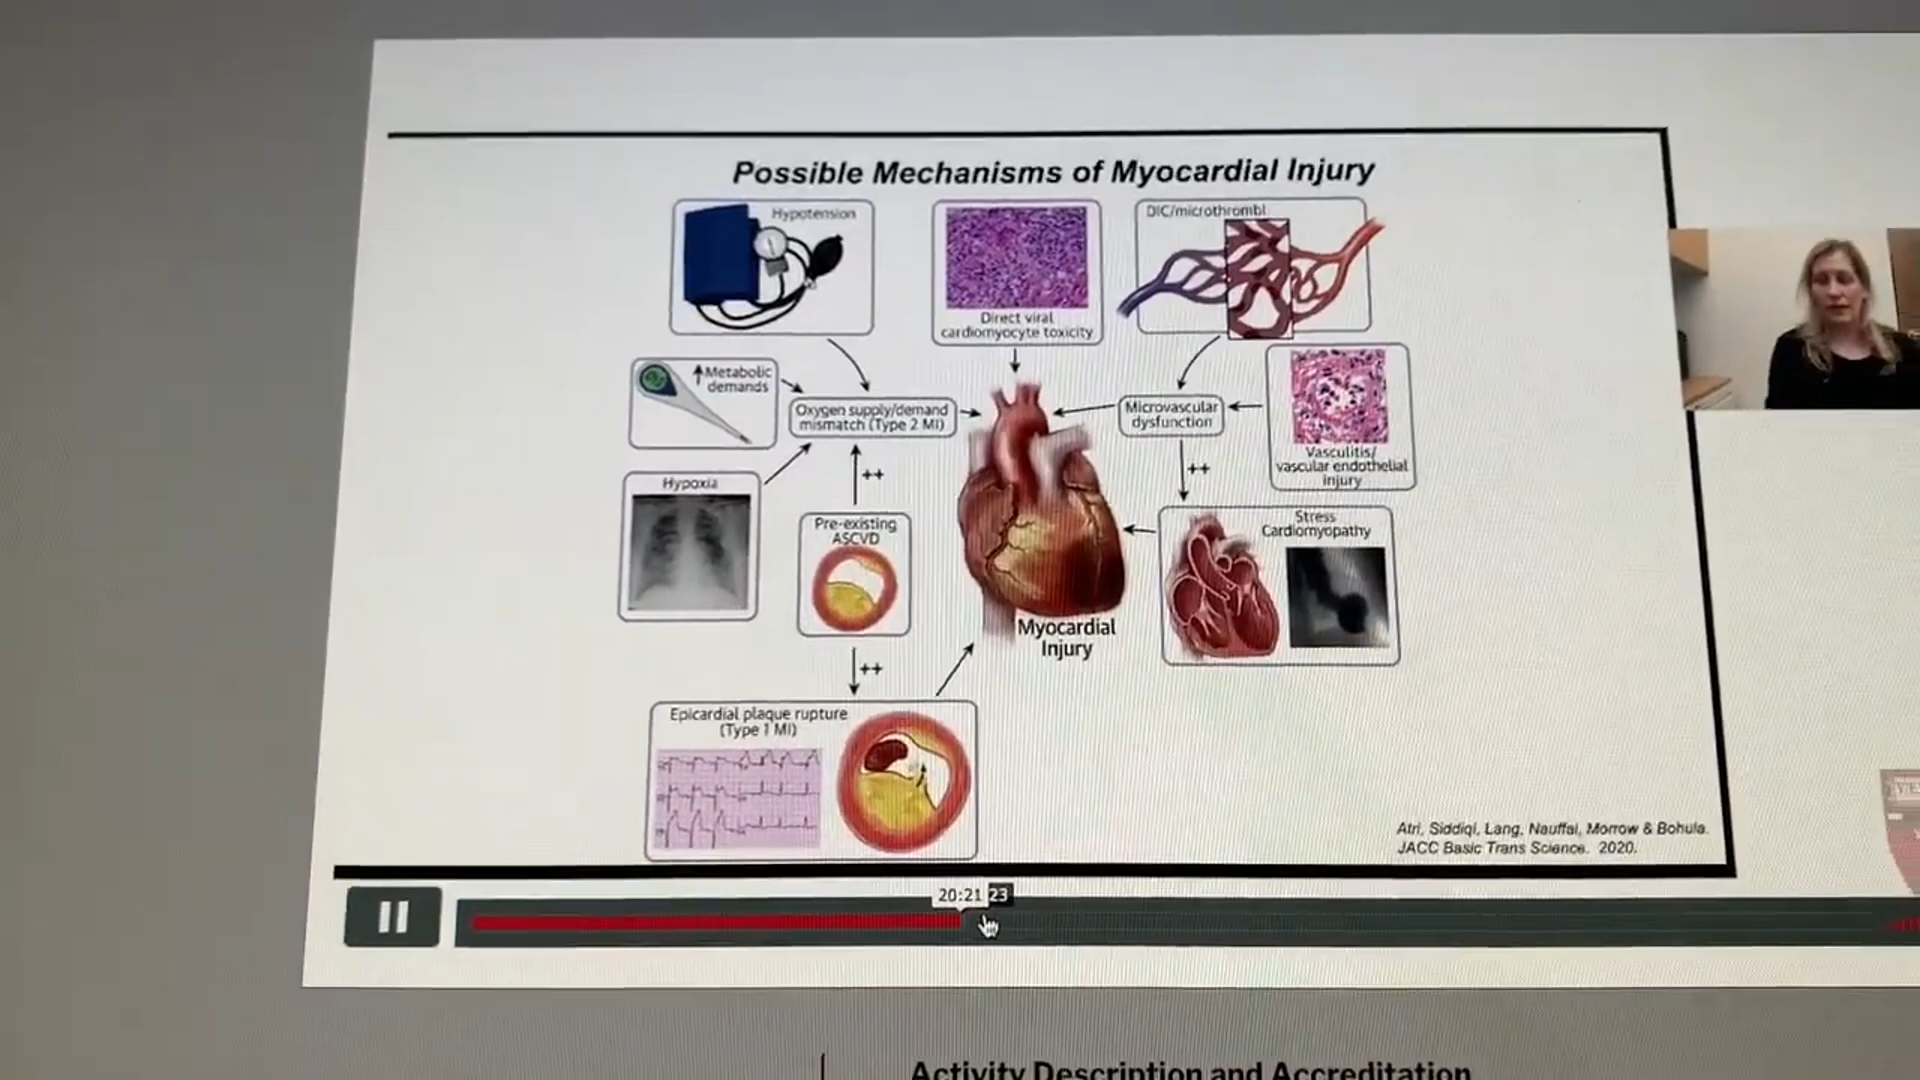 Possible Mechanisms of Myocardial Injury
Hypotension
Direct viral
cardiomyocyte toxicity
DIC/microthrombi
↑Metabolic
demands
Oxygen supply/demand
mismatch (Type 2 MI)
Microvascular
dysfunction
Vasculitis/
vascular endothelial
injury
Hypoxia
++
++
Pre-existing
ASCVD
Stress
Cardiomyopathy
Myocardial
Injury
++
Epicardial plaque rupture
(Type 1 MI)
Atri, Siddiqi, Lang, Nauffal, Morrow & Bohula.
JACC Basic Trans Science. 2020.
20:21 23
Activity Description and Accreditation